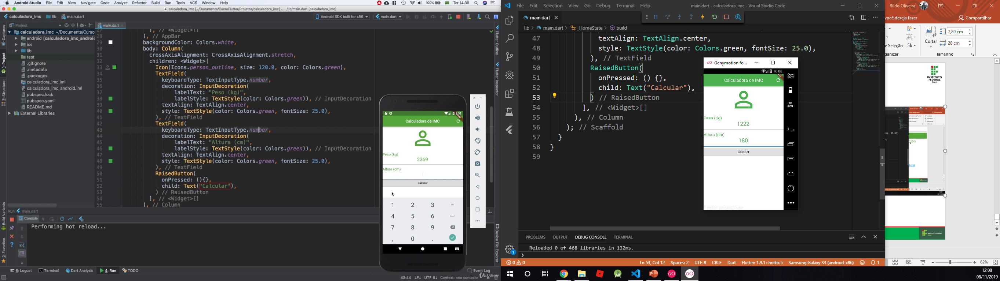 Android Studio File Edit View Navigate Code Analyze Refactor Build Run Tools VCS Window Help 100% Ter 14:39
calculadora_imc [~/Documents/CursoFlutter/Projetos/calculadora_imc] - .../lib/main.dart [calculadora_imc]
calculadora_imc lib main.dart
Android SDK built for x86 main.dart
Project main.dart
calculadora_imc ~/Documents/Curso
android [calculadora_imc_androi
ios
lib
test
.gitignore
.metadata
.packages
calculadora_imc.iml
calculadora_imc_android.iml
pubspec.lock
pubspec.yaml
README.md
External Libraries
Captures
1: Project
Z: Structure
Build Variants
2: Favorites
27 ], // <Widget>[]
28 ), // AppBar
29 backgroundColor: Colors.white,
30 body: Column(
31 crossAxisAlignment: CrossAxisAlignment.stretch,
32 children: <Widget>[
33 Icon(Icons.person_outline, size: 120.0, color: Colors.green),
34 TextField(
35 keyboardType: TextInputType.number,
36 decoration: InputDecoration(
37 labelText: "Peso (kg)",
38 labelStyle: TextStyle(color: Colors.green)), // InputDecoration
39 textAlign: TextAlign.center,
40 style: TextStyle(color: Colors.green, fontSize: 25.0),
41 ), // TextField
42 TextField(
43 keyboardType: TextInputType.number,
44 decoration: InputDecoration(
45 labelText: "Altura (cm)",
46 labelStyle: TextStyle(color: Colors.green)), // InputDecoration
47 textAlign: TextAlign.center,
48 style: TextStyle(color: Colors.green, fontSize: 25.0),
49 ), // TextField
50 RaisedButton(
51 onPressed: (){},
52 child: Text("Calcular"),
53 ) // RaisedButton
54 ], // <Widget>[]
55 ), // Column
Flutter Outline
Flutter Inspector
Device File Explorer
Calculadora de IMC
Peso (kg)
2369
Altura (cm)
Calcular
1 2 3 -
4 5 6
7 8 9
, 0 .
Run main.dart
Console
Performing hot reload...
6: Logcat Terminal Dart Analysis 4: Run TODO Event Log
43:44 LF UTF-8 Context: <no context>
Udemy
File Edit Selection View Go Debug Terminal Help main.dart - calculadora_imc - Visual Studio Code
main.dart
lib > main.dart > _HomeState > build
47 textAlign: TextAlign.center,
48 style: TextStyle(color: Colors.green, fontSize: 25.0),
49 ), // TextField
50 RaisedButton(
51 onPressed: () {},
52 child: Text("Calcular"),
53 ) // RaisedButton
54 ], // <Widget>[]
55 ), // Column
56 ); // Scaffold
57 }
58 }
59
Genymotion fo...
10:08
Calculadora de IMC
Peso (Kg)
1222
Altura (cm)
180
Calcular
free for personal use
Open GAPPS
GPS
PROBLEMS OUTPUT DEBUG CONSOLE TERMINAL
Reloaded 0 of 468 libraries in 132ms.
1
0 0 Ln 53, Col 12 Spaces: 2 UTF-8 CRLF Dart Flutter: 1.9.1+hotfix.5 Samsung Galaxy S3 (android-x86) 1
Rildo Oliveira
você deseja fazer Compartilhar
7,89 cm
Cortar 28 cm
e Seleção
ganizar Tamanho
INSTITUTO FEDERAL
Piauí
html
INSTITUTO FEDERAL
82%
12:08
08/11/2019